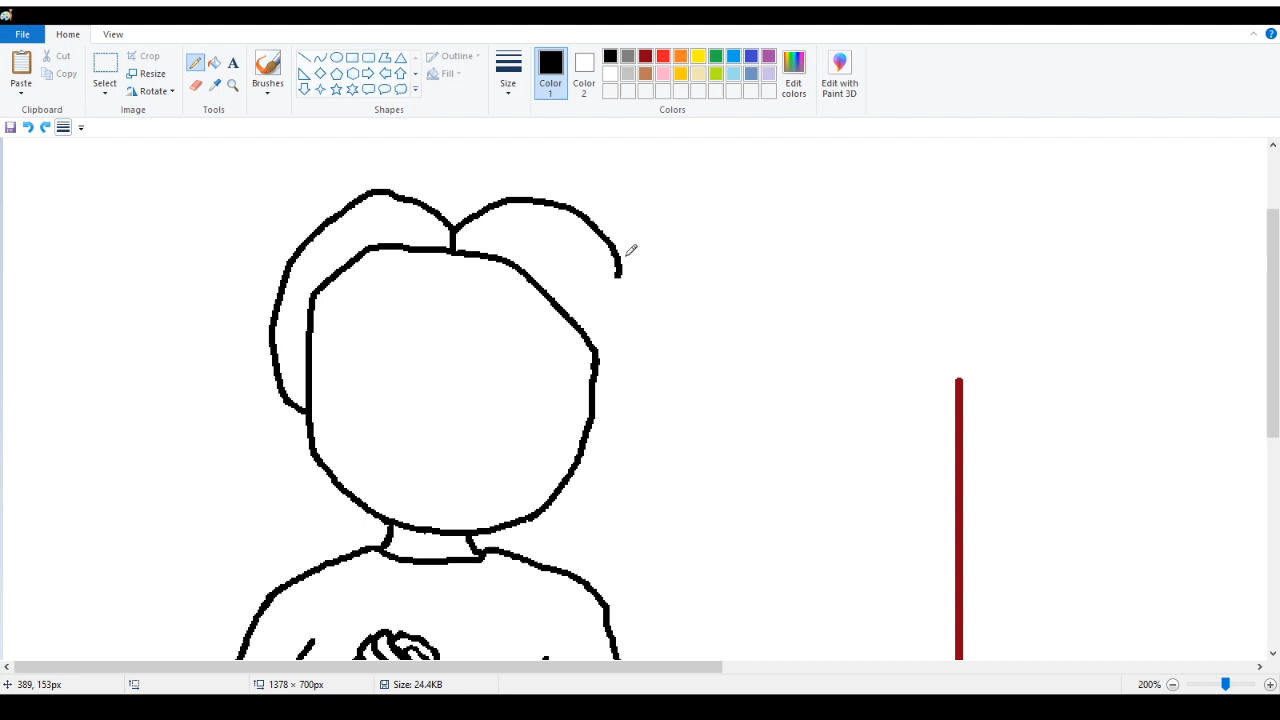 File Home View
Cut
Copy
Paste
Clipboard
Crop
Resize
Rotate
Select
Image
A
Tools
Brushes
Outline
Fill
Shapes
Size
Color
1
Color
2
Edit
colors
Colors
Edit with
Paint 3D
389, 153px
1378 × 700px
Size: 24.4KB
200%